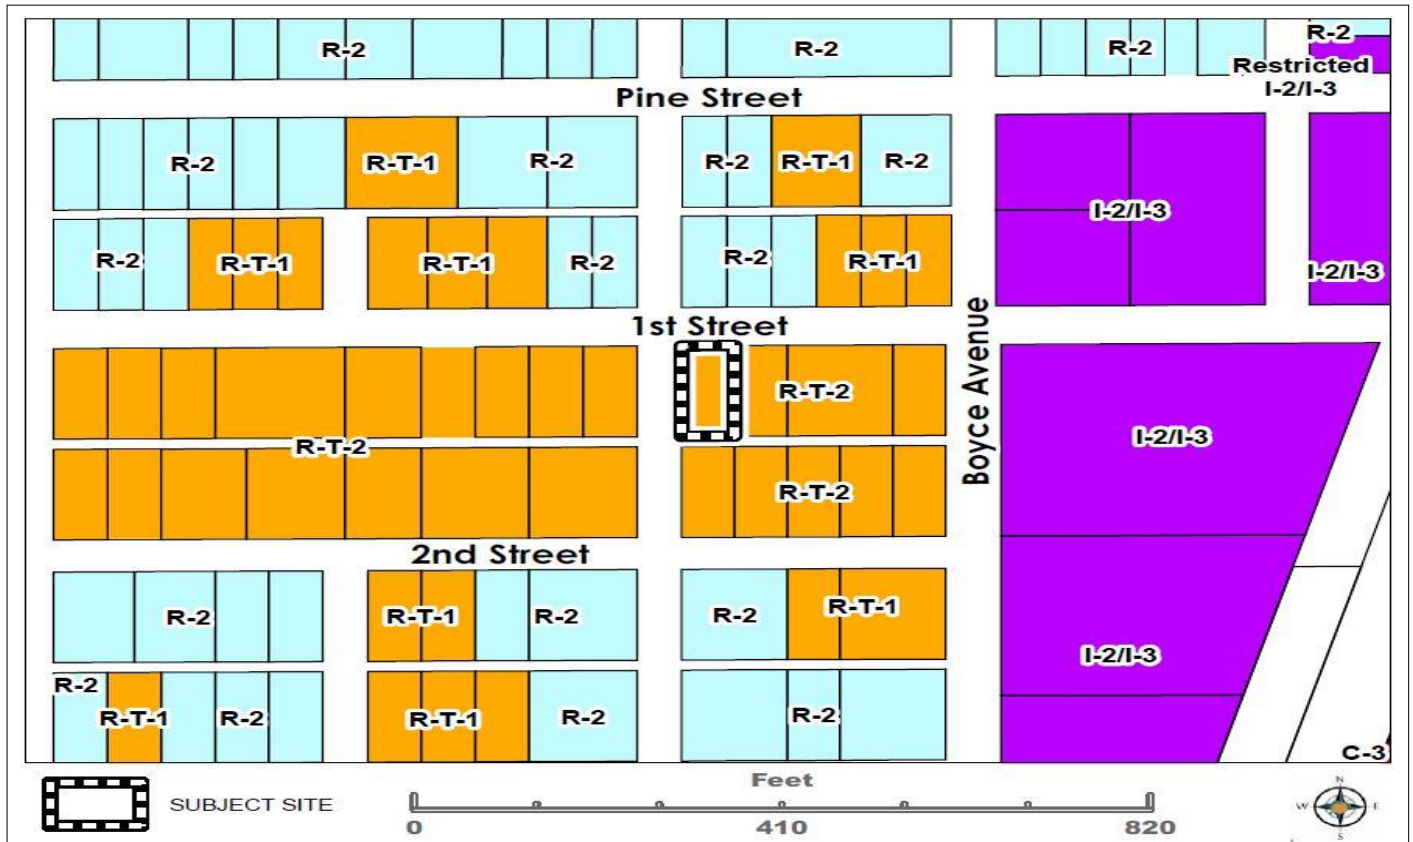 R-2
R-2
R-2
R-2
Restricted
I-2/I-3
Pine Street
R-2
R-T-1
R-2
R-2
R-T-1
R-2
I-2/I-3
R-2
R-T-1
R-T-1
R-2
R-2
R-T-1
I-2/I-3
1st Street
Boyce Avenue
R-T-2
R-T-2
I-2/I-3
R-T-2
2nd Street
R-2
R-T-1
R-2
R-2
R-T-1
I-2/I-3
R-2
R-T-1
R-2
R-T-1
R-2
R-2
C-3
SUBJECT SITE
Feet
0
410
820
N
W
E
S